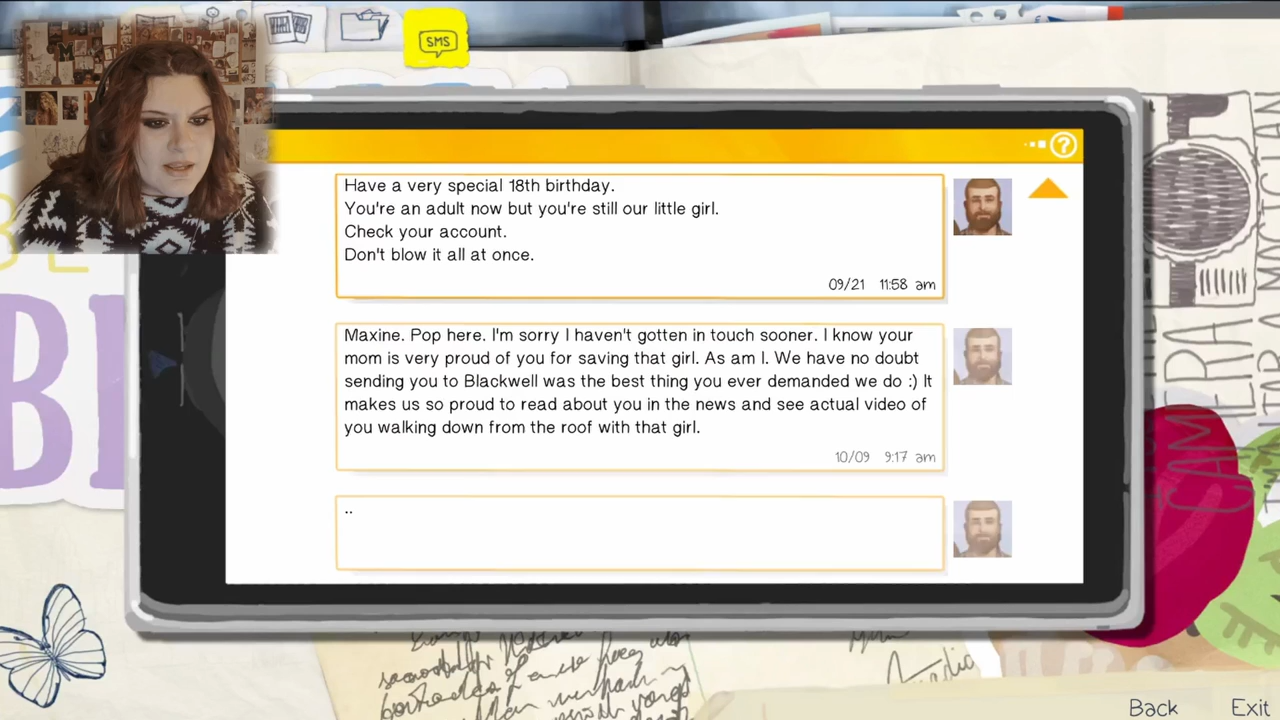 SMS
?
Have a very special 18th birthday.
You're an adult now but you're still our little girl.
Check your account.
Don't blow it all at once.
09/21 11:58 am
Maxine. Pop here. I'm sorry I haven't gotten in touch sooner. I know your
mom is very proud of you for saving that girl. As am I. We have no doubt
sending you to Blackwell was the best thing you ever demanded we do :) It
makes us so proud to read about you in the news and see actual video of
you walking down from the roof with that girl.
10/09 9:17 am
..
CAMERA
Back
Exit